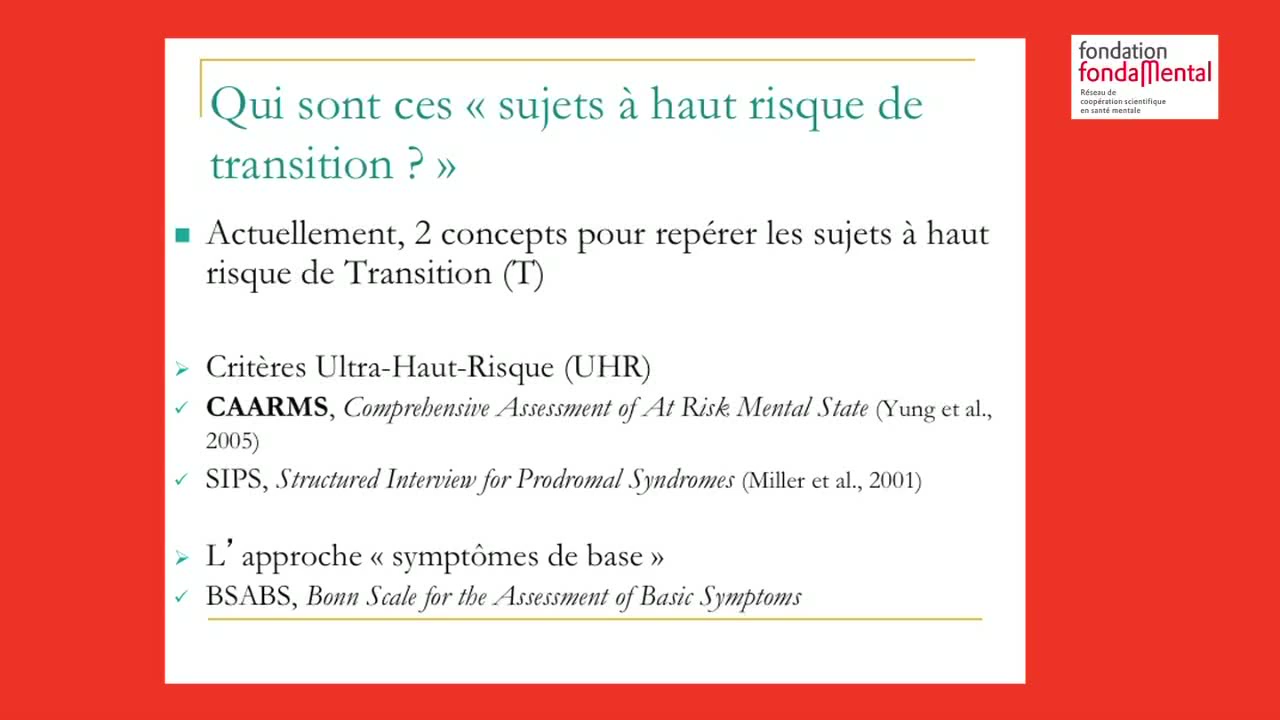 Qui sont ces « sujets à haut risque de
transition ? »
Actuellement, 2 concepts pour repérer les sujets à haut
risque de Transition (T)
Critères Ultra-Haut-Risque (UHR)
CAARMS, Comprehensive Assessment of At Risk Mental State (Yung et al.,
2005)
SIPS, Structured Interview for Prodromal Syndromes (Miller et al., 2001)
L’ approche « symptômes de base »
BSABS, Bonn Scale for the Assessment of Basic Symptoms
fondation
fondaMental
Réseau de
coopération scientifique
en santé mentale